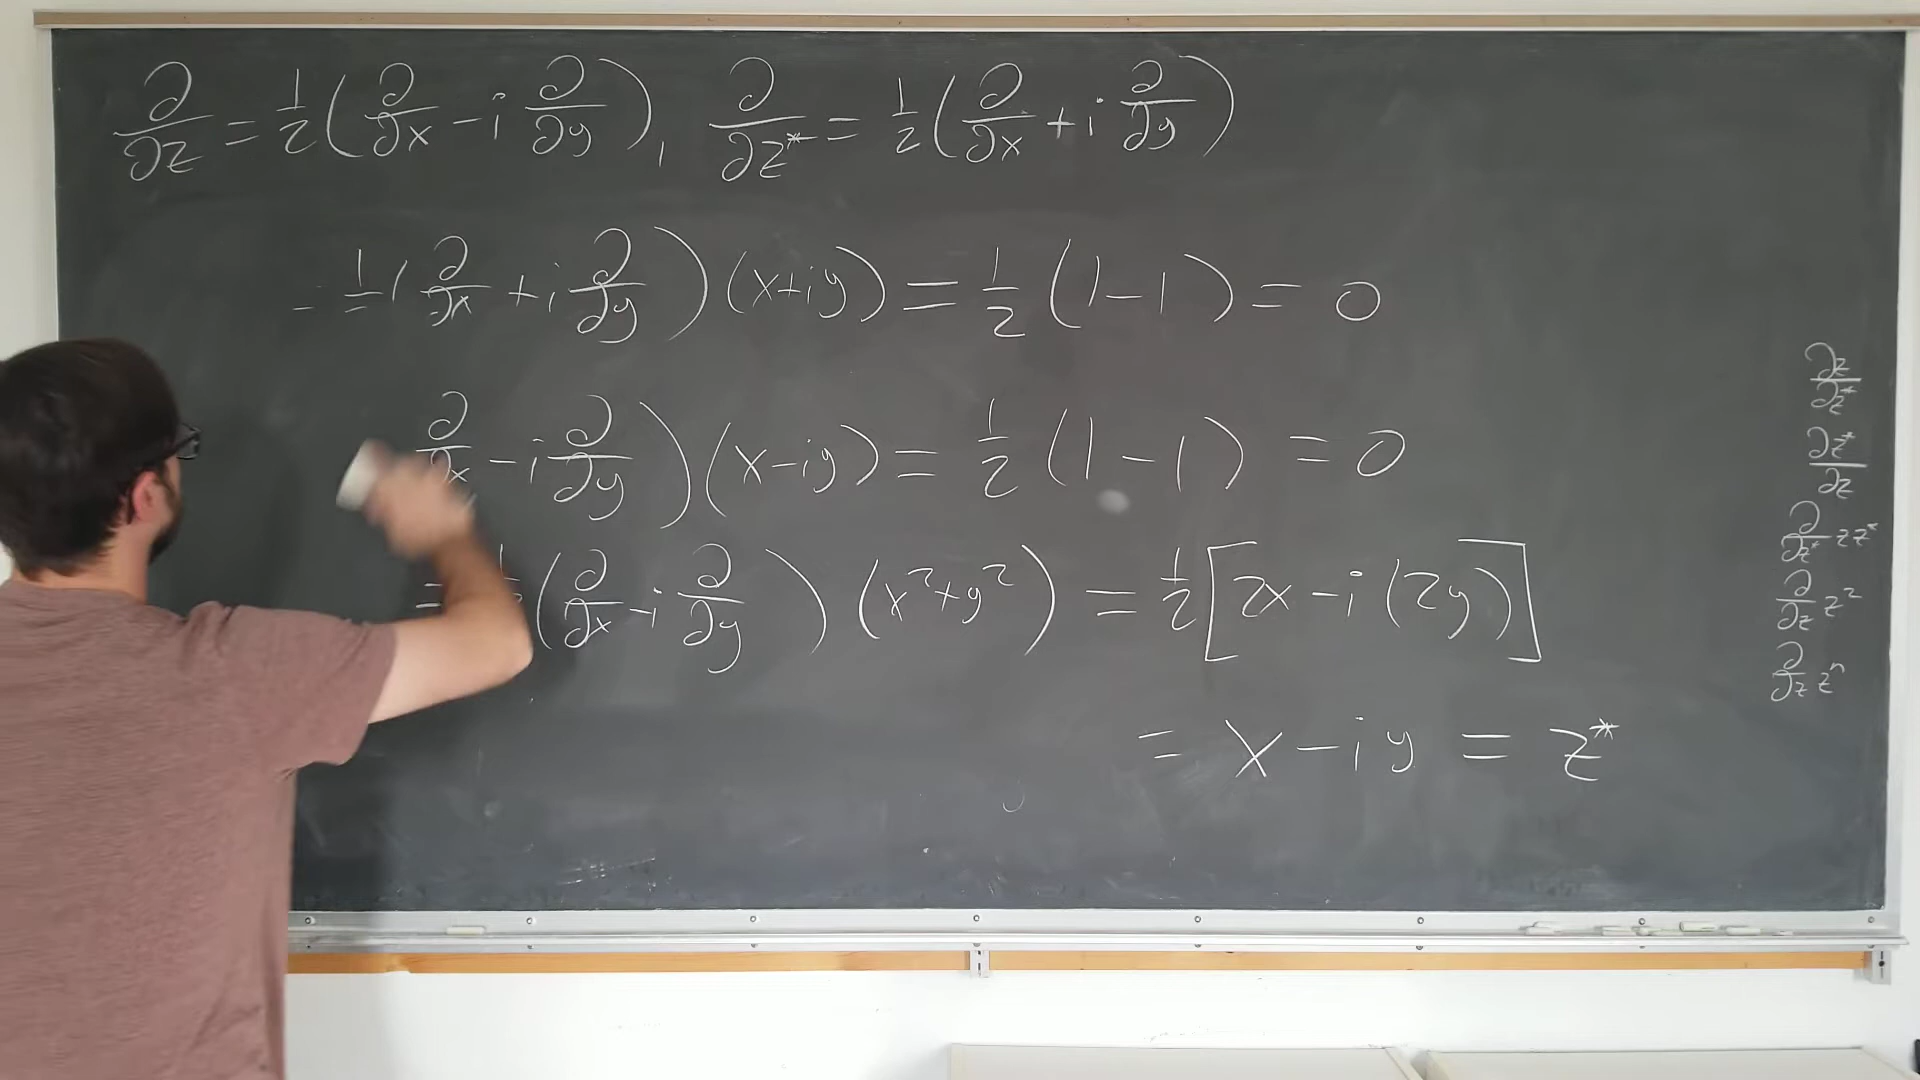 ∂/∂z = 1/2 (∂/∂x - i ∂/∂y), ∂/∂z* = 1/2 (∂/∂x + i ∂/∂y)
= 1/ ( ∂/∂x + i ∂/∂y ) (x+iy) = 1/2 (1-1) = 0
∂/∂x - i ∂/∂y ) (x-iy) = 1/2 (1-1) = 0
= ( ∂/∂x - i ∂/∂y ) (x² + y²) = 1/2 [2x - i(2y)]
= x - iy = z*
∂z/∂z*
∂z*/∂z
∂/∂z* zz*
∂/∂z z²
∂/∂z zⁿ